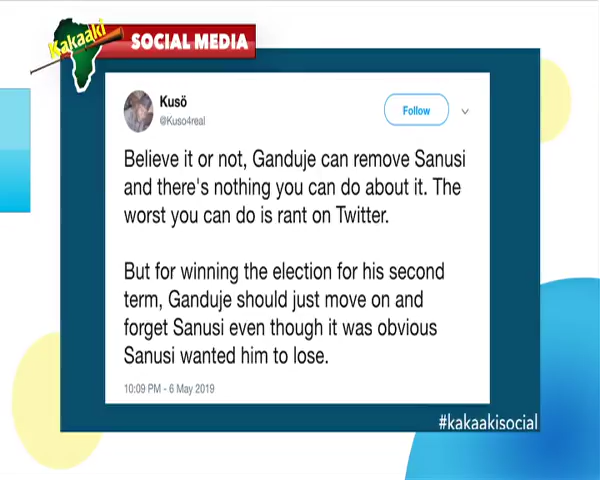 Kakaaki
SOCIAL MEDIA
Kusö
@Kuso4real
Follow
Believe it or not, Ganduje can remove Sanusi
and there's nothing you can do about it. The
worst you can do is rant on Twitter.
But for winning the election for his second
term, Ganduje should just move on and
forget Sanusi even though it was obvious
Sanusi wanted him to lose.
10:09 PM - 6 May 2019
#kakaakisocial